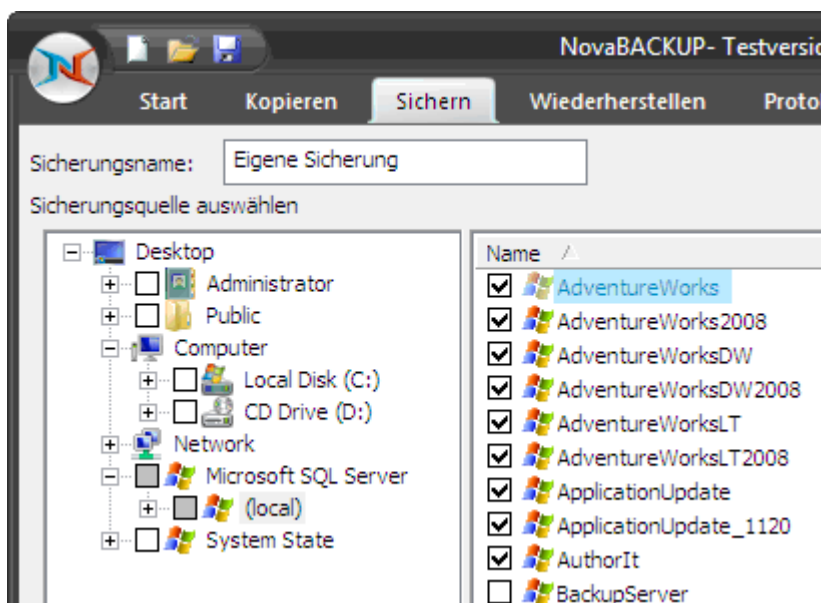 NovaBACKUP- Testversic
Start Kopieren Sichern Wiederherstellen Proto
Sicherungsname: Eigene Sicherung
Sicherungsquelle auswählen
Desktop
Administrator
Public
Computer
Local Disk (C:)
CD Drive (D:)
Network
Microsoft SQL Server
(local)
System State
Name
AdventureWorks
AdventureWorks2008
AdventureWorksDW
AdventureWorksDW2008
AdventureWorksLT
AdventureWorksLT2008
ApplicationUpdate
ApplicationUpdate_1120
AuthorIt
BackupServer